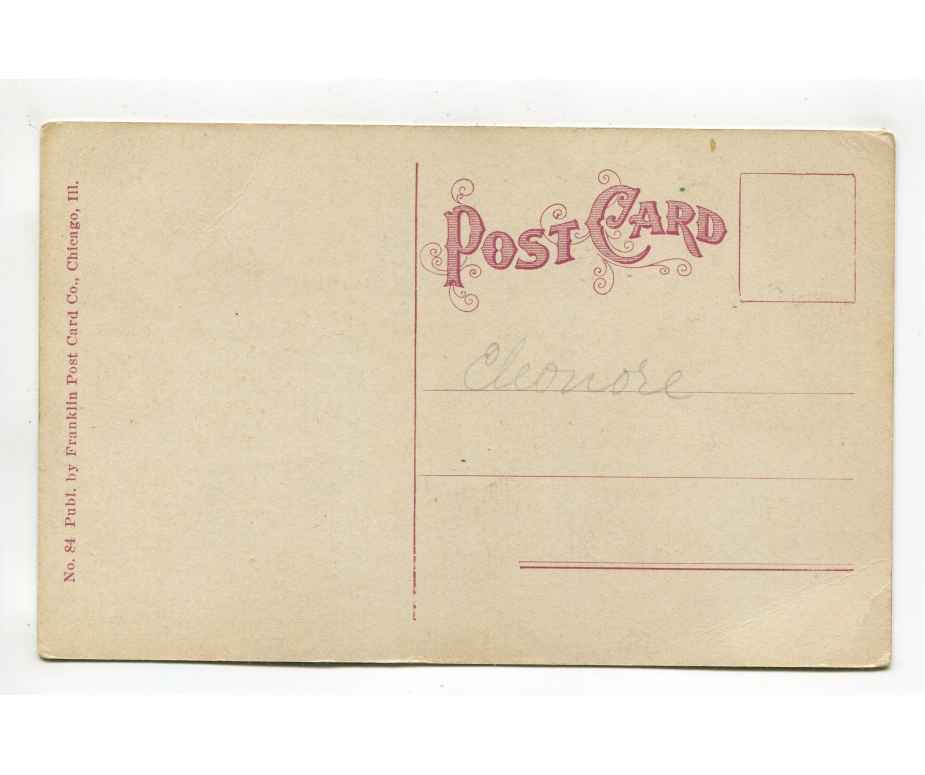 No. 84 Publ. by Franklin Post Card Co., Chicago, Ill.
POST CARD
Eleonore